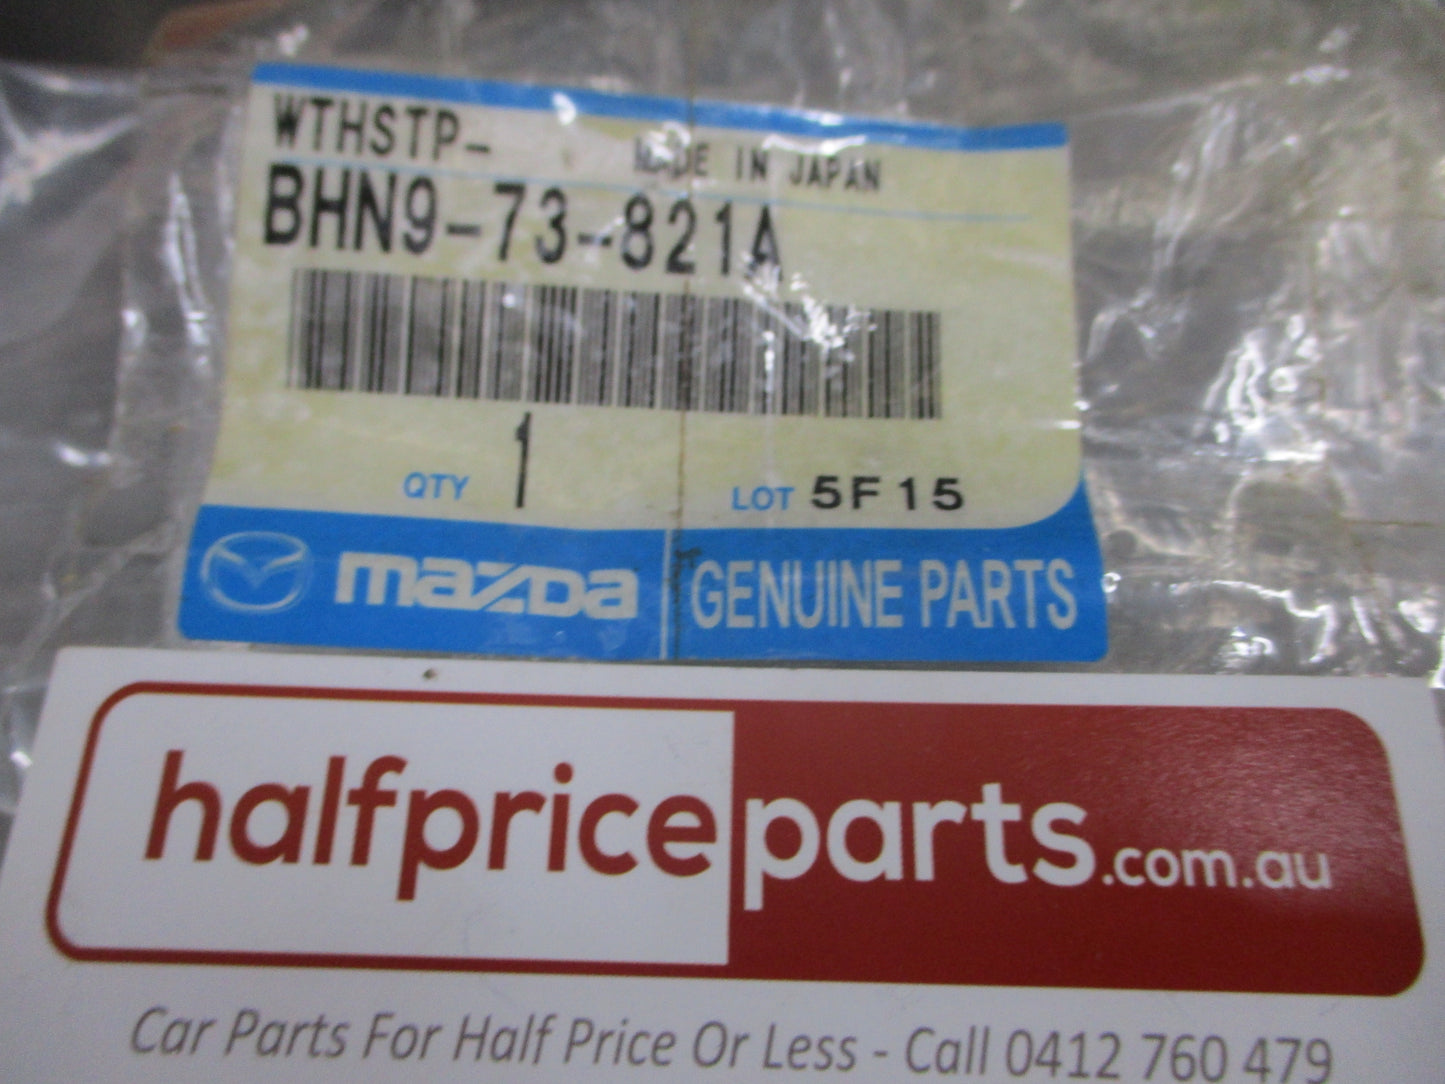 WTHSTP-
MADE IN JAPAN
BHN9-73-821A
QTY 1
LOT 5F15
mazda GENUINE PARTS
halfpriceparts.com.au
Car Parts For Half Price Or Less - Call 0412 760 479